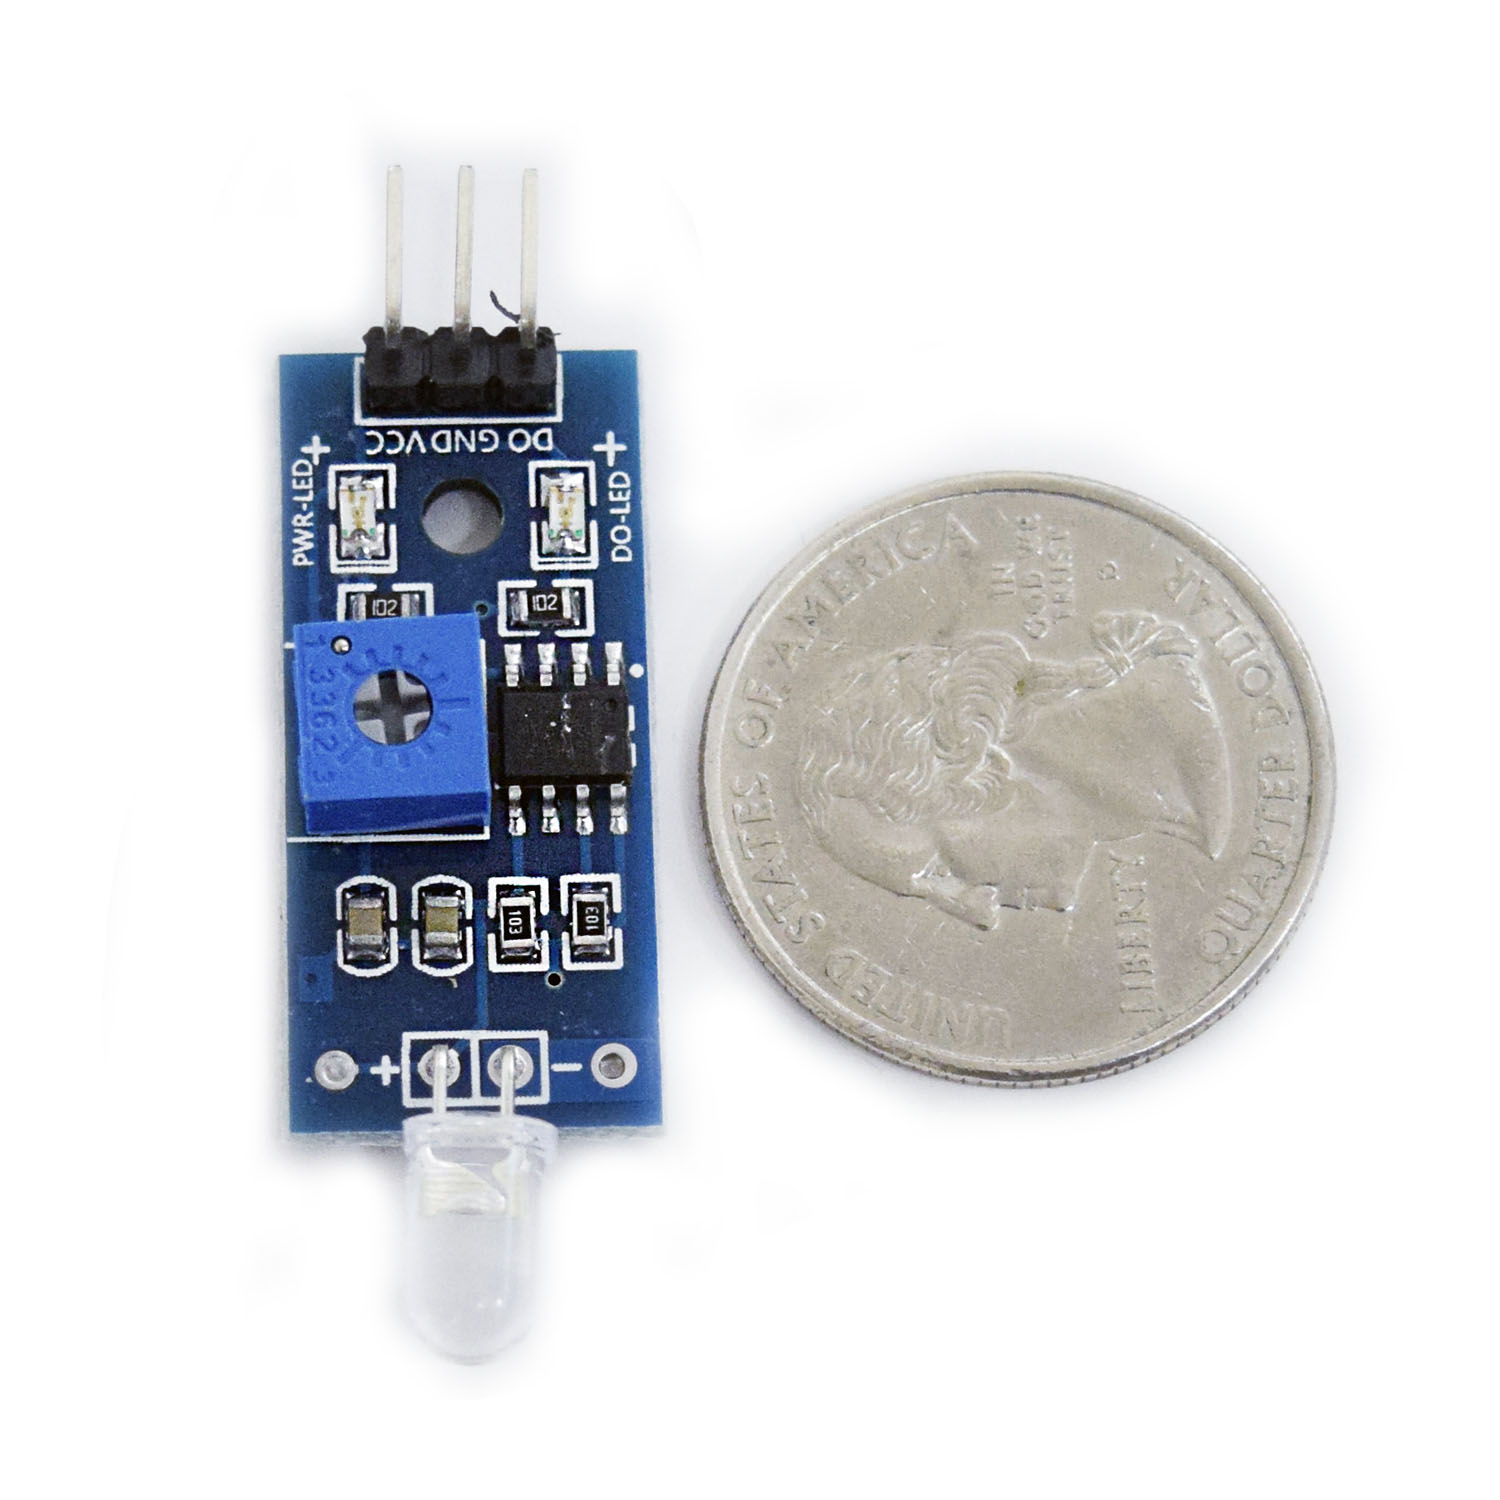 DO GND VCC
PWR-LED
+
DO-LED
+
102
102
3362
103
103
+
−
UNITED STATES OF AMERICA
IN WE
GOD
TRUST
D
LIBERTY
QUARTER DOLLAR